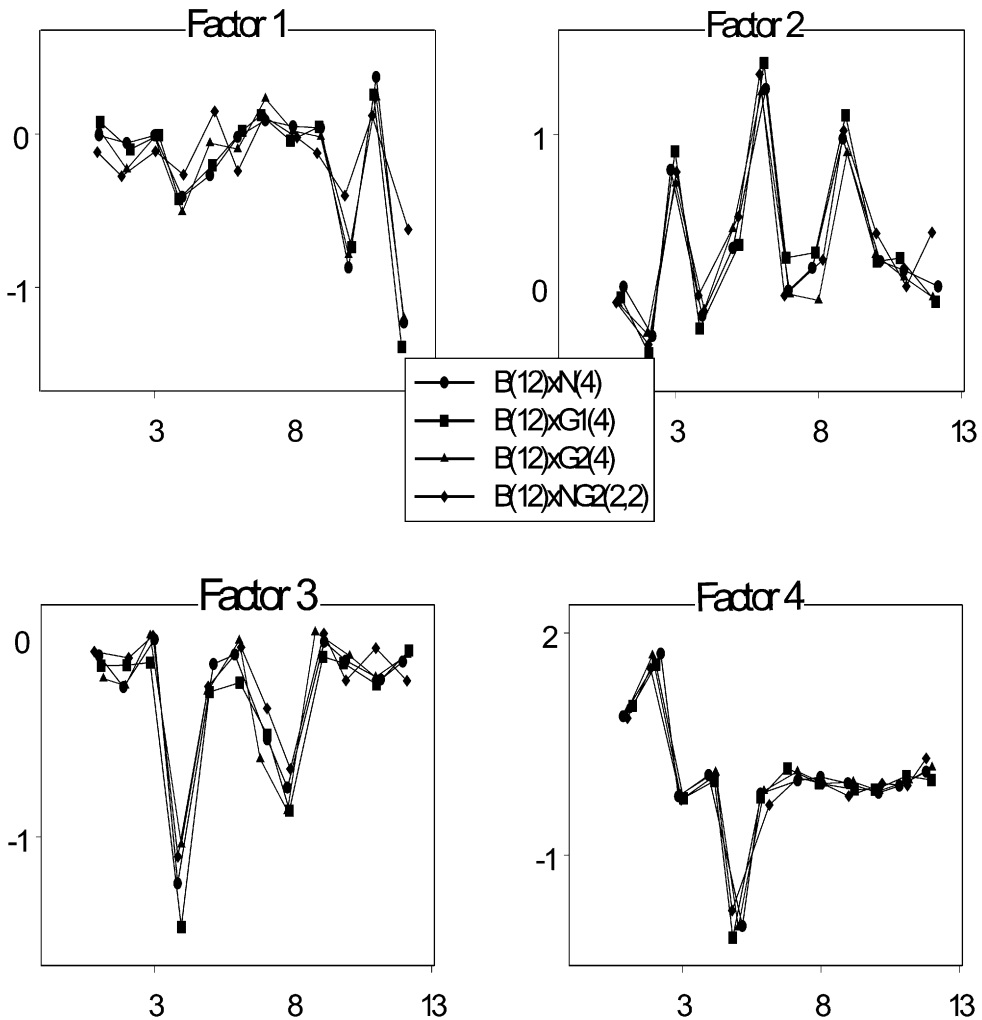 Factor 1
Factor 2
0
-1
3 8
1
0
3 8 13
B(12)xN(4)
B(12)xG1(4)
B(12)xG2(4)
B(12)xNG2(2,2)
Factor 3
Factor 4
0
-1
3 8 13
2
-1
3 8 13